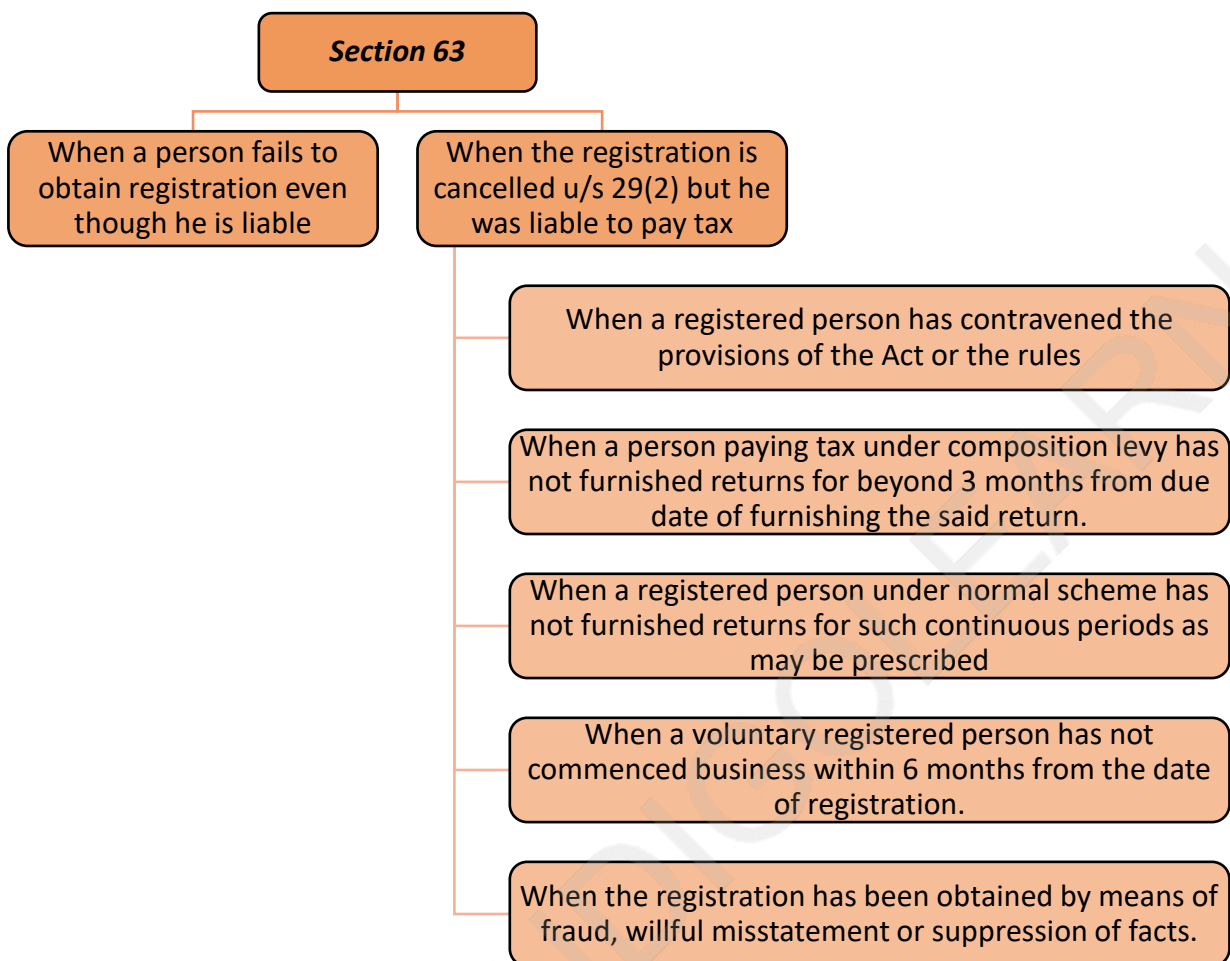 Section 63
When a person fails to
obtain registration even
though he is liable
When the registration is
cancelled u/s 29(2) but he
was liable to pay tax
When a registered person has contravened the
provisions of the Act or the rules
When a person paying tax under composition levy has
not furnished returns for beyond 3 months from due
date of furnishing the said return.
When a registered person under normal scheme has
not furnished returns for such continuous periods as
may be prescribed
When a voluntary registered person has not
commenced business within 6 months from the date
of registration.
When the registration has been obtained by means of
fraud, willful misstatement or suppression of facts.